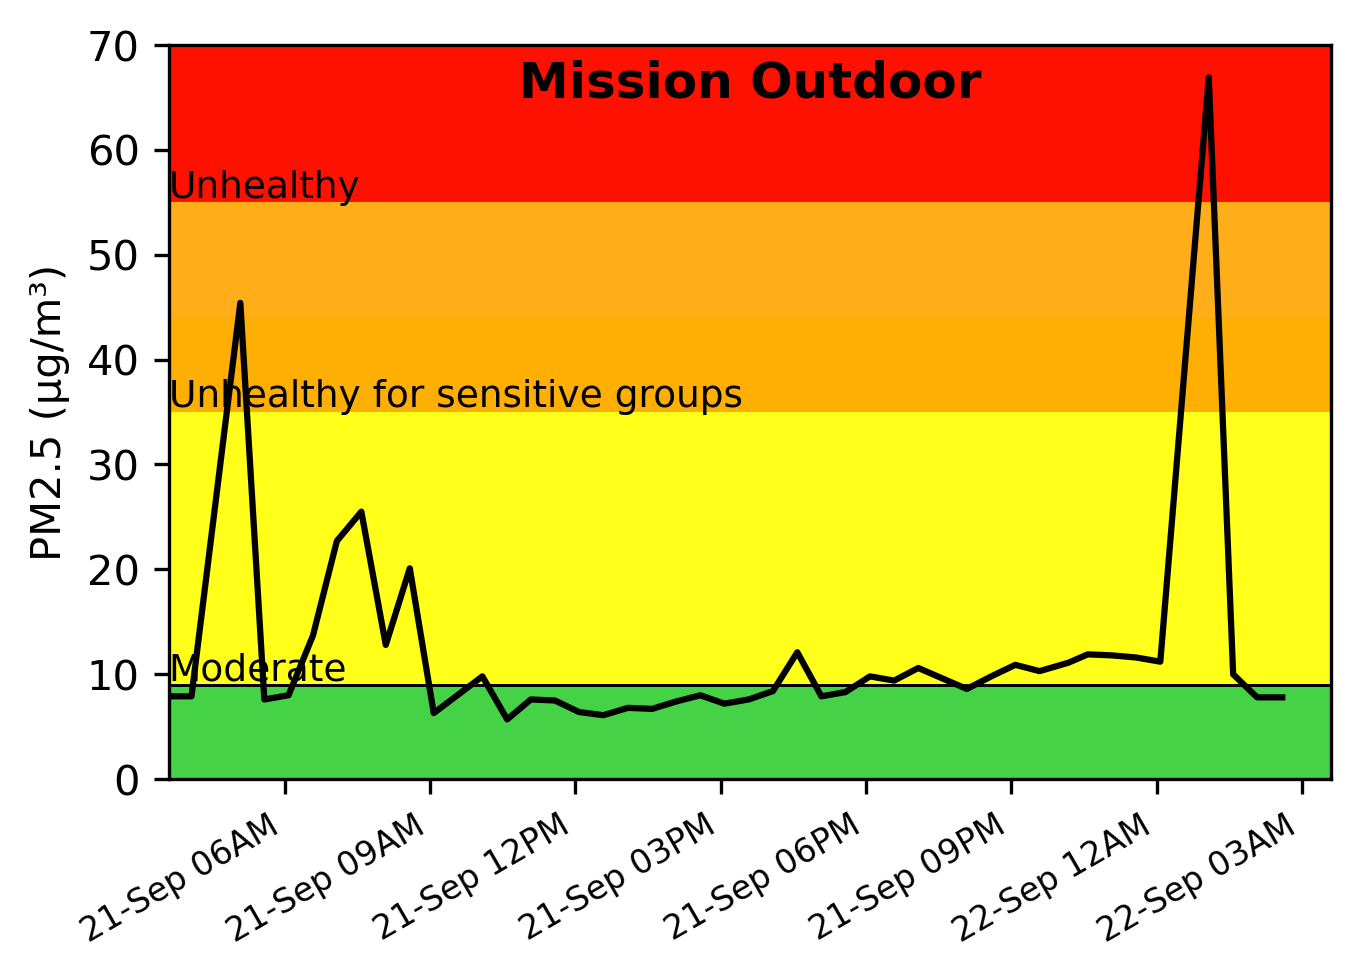 Mission Outdoor
70
60
50
40
30
20
10
0
PM2.5 (µg/m³)
Unhealthy
Unhealthy for sensitive groups
Moderate
21-Sep 06AM
21-Sep 09AM
21-Sep 12PM
21-Sep 03PM
21-Sep 06PM
21-Sep 09PM
22-Sep 12AM
22-Sep 03AM